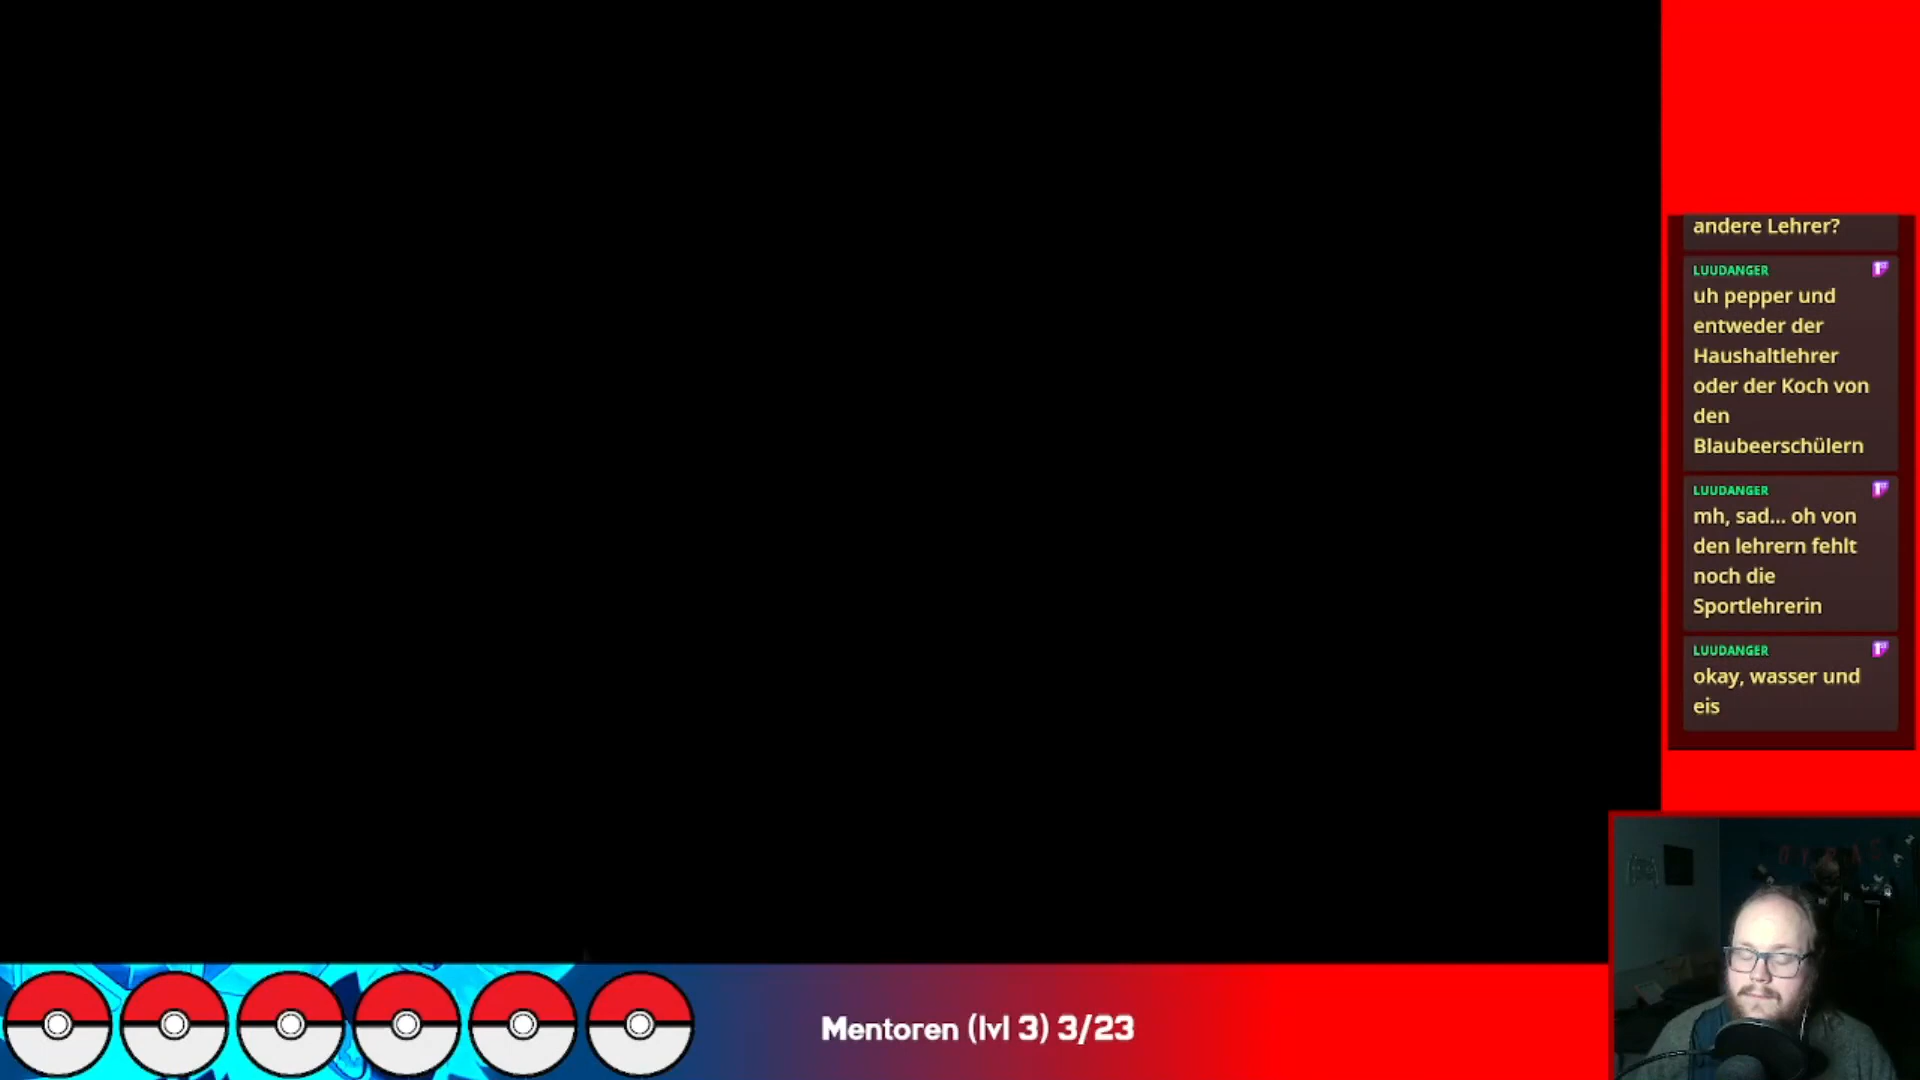 andere Lehrer?
LUUDANGER
uh pepper und
entweder der
Haushaltlehrer
oder der Koch von
den
Blaubeerschülern
LUUDANGER
mh, sad... oh von
den lehrern fehlt
noch die
Sportlehrerin
LUUDANGER
okay, wasser und
eis
Mentoren (lvl 3) 3/23